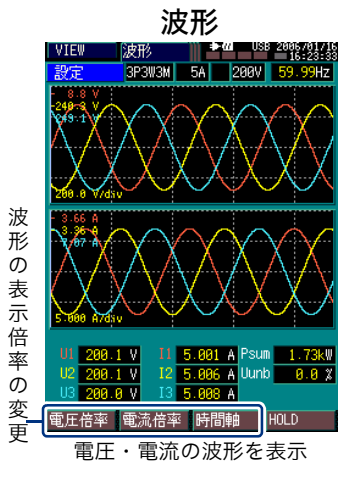 波形
VIEW 波形 USB 2006/01/16
16:23:33
設定 3P3W3M 5A 200V 59.99Hz
8.8 V
-240.3 V
249.1 V
200.0 V/div
3.66 A
3.36 A
-7.07 A
5.000 A/div
U1 200.1 V I1 5.001 A Psum 1.73kW
U2 200.1 V I2 5.006 A Uunb 0.0 %
U3 200.0 V I3 5.008 A
電圧倍率 電流倍率 時間軸 HOLD
波形の表示倍率の変更
電圧・電流の波形を表示